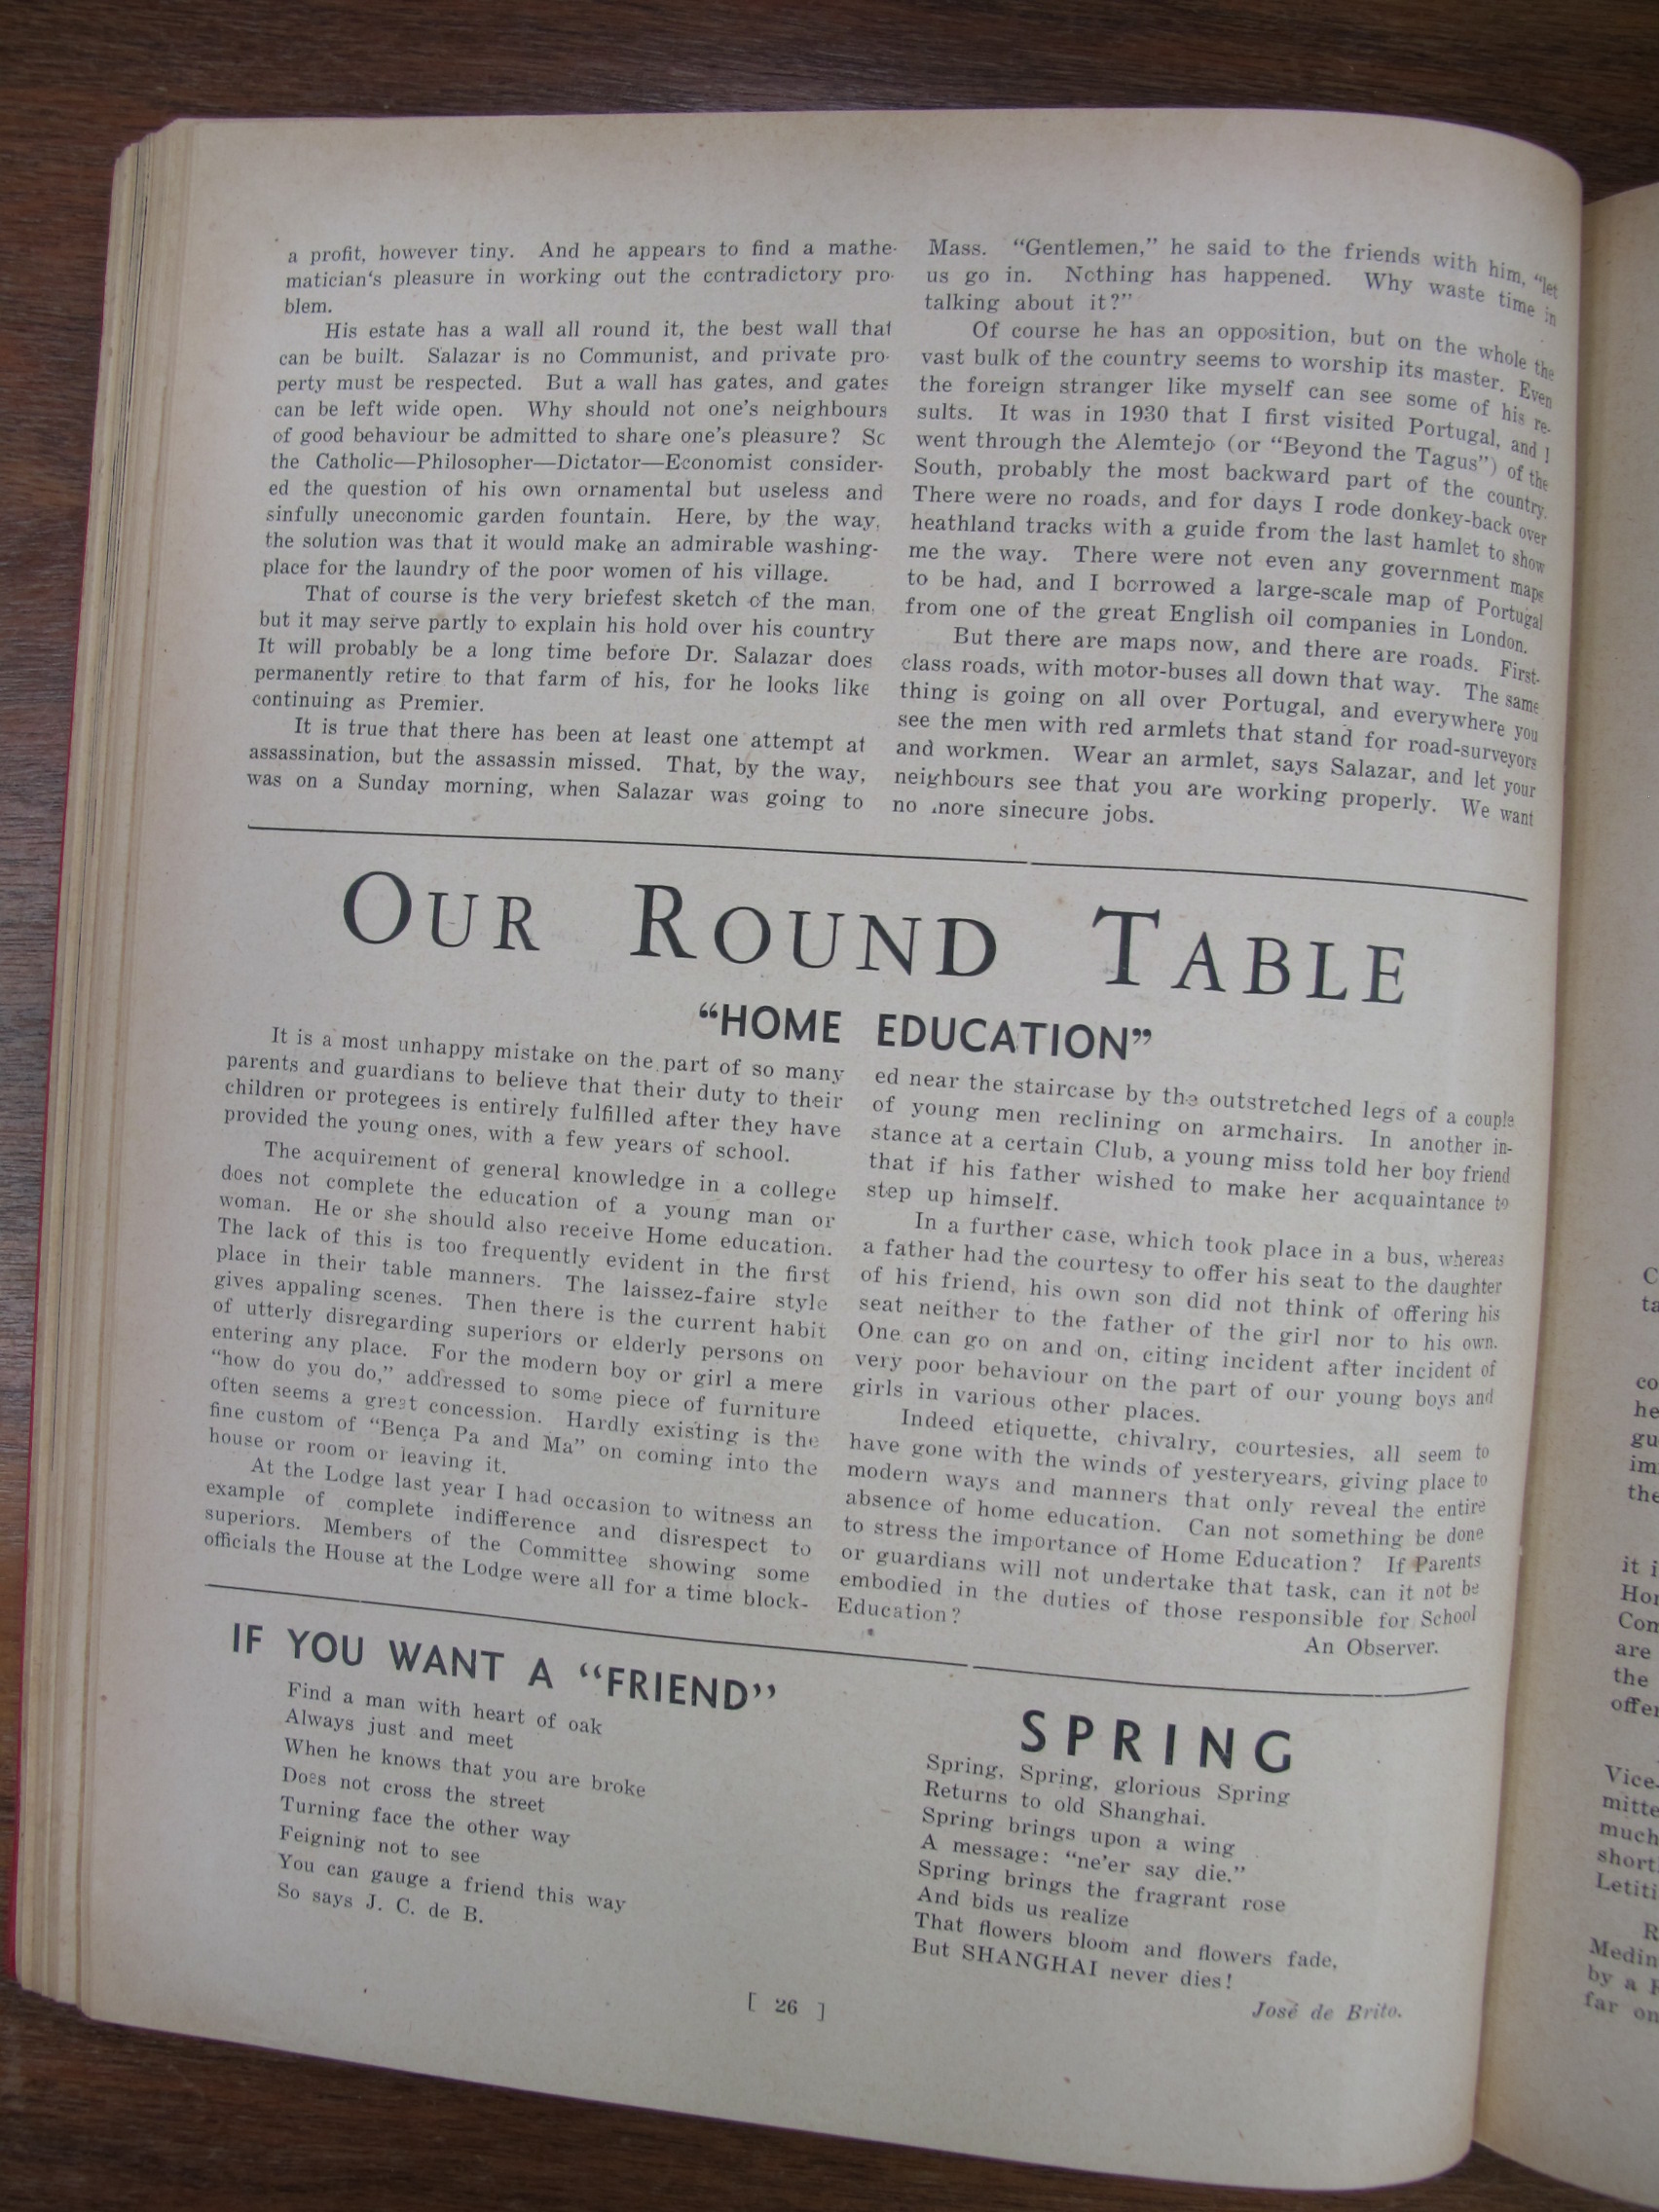 a profit, however tiny. And he appears to find a mathe-
matician's pleasure in working out the contradictory pro-
blem.
His estate has a wall all round it, the best wall that
can be built. Salazar is no Communist, and private pro-
perty must be respected. But a wall has gates, and gates
can be left wide open. Why should not one's neighbours
of good behaviour be admitted to share one's pleasure? So
the Catholic—Philosopher—Dictator—Economist consider-
ed the question of his own ornamental but useless and
sinfully uneconomic garden fountain. Here, by the way,
the solution was that it would make an admirable washing-
place for the laundry of the poor women of his village.
That of course is the very briefest sketch of the man,
but it may serve partly to explain his hold over his country
It will probably be a long time before Dr. Salazar does
permanently retire to that farm of his, for he looks like
continuing as Premier.
It is true that there has been at least one attempt at
assassination, but the assassin missed. That, by the way,
was on a Sunday morning, when Salazar was going to
Mass. "Gentlemen," he said to the friends with him, "let
us go in. Nothing has happened. Why waste time in
talking about it?"
Of course he has an opposition, but on the whole the
vast bulk of the country seems to worship its master. Even
the foreign stranger like myself can see some of his re-
sults. It was in 1930 that I first visited Portugal, and I
went through the Alemtejo (or "Beyond the Tagus") of the
South, probably the most backward part of the country.
There were no roads, and for days I rode donkey-back over
heathland tracks with a guide from the last hamlet to show
me the way. There were not even any government maps
to be had, and I borrowed a large-scale map of Portugal
from one of the great English oil companies in London.
But there are maps now, and there are roads. First-
class roads, with motor-buses all down that way. The same
thing is going on all over Portugal, and everywhere you
see the men with red armlets that stand for road-surveyors
and workmen. Wear an armlet, says Salazar, and let your
neighbours see that you are working properly. We want
no more sinecure jobs.
OUR ROUND TABLE
"HOME EDUCATION"
It is a most unhappy mistake on the part of so many
parents and guardians to believe that their duty to their
children or protegees is entirely fulfilled after they have
provided the young ones, with a few years of school.
The acquirement of general knowledge in a college
does not complete the education of a young man or
woman. He or she should also receive Home education.
The lack of this is too frequently evident in the first
place in their table manners. The laissez-faire style
gives appaling scenes. Then there is the current habit
of utterly disregarding superiors or elderly persons on
entering any place. For the modern boy or girl a mere
"how do you do," addressed to some piece of furniture
often seems a great concession. Hardly existing is the
fine custom of "Bença Pa and Ma" on coming into the
house or room or leaving it.
At the Lodge last year I had occasion to witness an
example of complete indifference and disrespect to
superiors. Members of the Committee showing some
officials the House at the Lodge were all for a time block-
ed near the staircase by the outstretched legs of a couple
of young men reclining on armchairs. In another in-
stance at a certain Club, a young miss told her boy friend
that if his father wished to make her acquaintance to
step up himself.
In a further case, which took place in a bus, whereas
a father had the courtesy to offer his seat to the daughter
of his friend, his own son did not think of offering his
seat neither to the father of the girl nor to his own.
One can go on and on, citing incident after incident of
very poor behaviour on the part of our young boys and
girls in various other places.
Indeed etiquette, chivalry, courtesies, all seem to
have gone with the winds of yesteryears, giving place to
modern ways and manners that only reveal the entire
absence of home education. Can not something be done
to stress the importance of Home Education? If Parents
or guardians will not undertake that task, can it not be
embodied in the duties of those responsible for School
Education?
An Observer.
IF YOU WANT A "FRIEND"
Find a man with heart of oak
Always just and meet
When he knows that you are broke
Does not cross the street
Turning face the other way
Feigning not to see
You can gauge a friend this way
So says J. C. de B.
SPRING
Spring, Spring, glorious Spring
Returns to old Shanghai.
Spring brings upon a wing
A message: "ne'er say die."
Spring brings the fragrant rose
And bids us realize
That flowers bloom and flowers fade,
But SHANGHAI never dies!
José de Brito.
[ 26 ]
it i
are
the
Vice-
mitte
much
short
Letiti
Medin
by a
far on